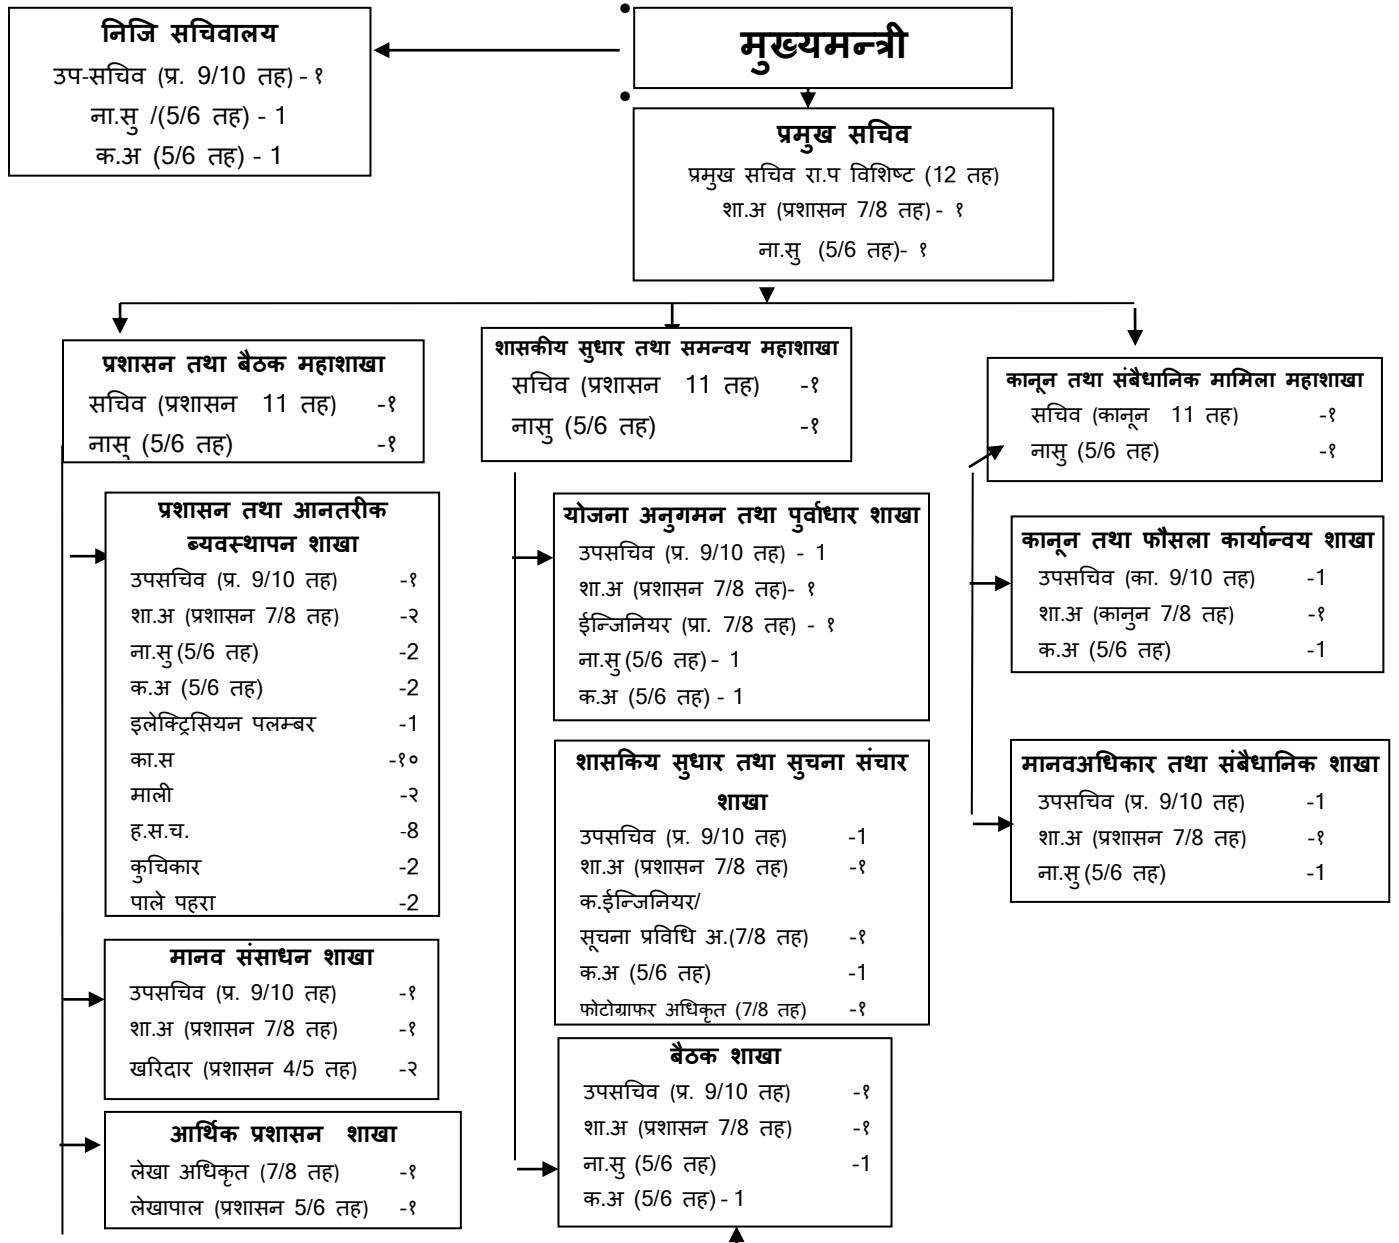 निजि सचिवालय
उप-सचिव (प्र. 9/10 तह) - १
ना.सु /(5/6 तह) - 1
क.अ (5/6 तह) - 1
मुख्यमन्त्री
प्रमुख सचिव
प्रमुख सचिव रा.प विशिष्ट (12 तह)
शा.अ (प्रशासन 7/8 तह) - १
ना.सु (5/6 तह)- १
प्रशासन तथा बैठक महाशाखा
सचिव (प्रशासन 11 तह) -१
नासु (5/6 तह) -१
प्रशासन तथा आनतरीक
ब्यवस्थापन शाखा
उपसचिव (प्र. 9/10 तह) -१
शा.अ (प्रशासन 7/8 तह) -२
ना.सु (5/6 तह) -2
क.अ (5/6 तह) -2
इलेक्ट्रिसियन पलम्बर -1
का.स -१०
माली -२
ह.स.च. -8
कुचिकार -2
पाले पहरा -2
मानव संसाधन शाखा
उपसचिव (प्र. 9/10 तह) -१
शा.अ (प्रशासन 7/8 तह) -१
खरिदार (प्रशासन 4/5 तह) -२
आर्थिक प्रशासन शाखा
लेखा अधिकृत (7/8 तह) -१
लेखापाल (प्रशासन 5/6 तह) -१
शासकीय सुधार तथा समन्वय महाशाखा
सचिव (प्रशासन 11 तह) -१
नासु (5/6 तह) -१
योजना अनुगमन तथा पुर्वाधार शाखा
उपसचिव (प्र. 9/10 तह) - 1
शा.अ (प्रशासन 7/8 तह)- १
ईन्जिनियर (प्रा. 7/8 तह) - १
ना.सु (5/6 तह) - 1
क.अ (5/6 तह) - 1
शासकिय सुधार तथा सुचना संचार
शाखा
उपसचिव (प्र. 9/10 तह) -1
शा.अ (प्रशासन 7/8 तह) -१
क.ईन्जिनियर/
सूचना प्रविधि अ.(7/8 तह) -१
क.अ (5/6 तह) -1
फोटोग्राफर अधिकृत (7/8 तह) -१
बैठक शाखा
उपसचिव (प्र. 9/10 तह) -१
शा.अ (प्रशासन 7/8 तह) -१
ना.सु (5/6 तह) -1
क.अ (5/6 तह) - 1
कानून तथा संबैधानिक मामिला महाशाखा
सचिव (कानून 11 तह) -१
नासु (5/6 तह) -१
कानून तथा फौसला कार्यान्वय शाखा
उपसचिव (का. 9/10 तह) -1
शा.अ (कानुन 7/8 तह) -१
क.अ (5/6 तह) -1
मानवअधिकार तथा संबैधानिक शाखा
उपसचिव (प्र. 9/10 तह) -1
शा.अ (प्रशासन 7/8 तह) -१
ना.सु (5/6 तह) -1